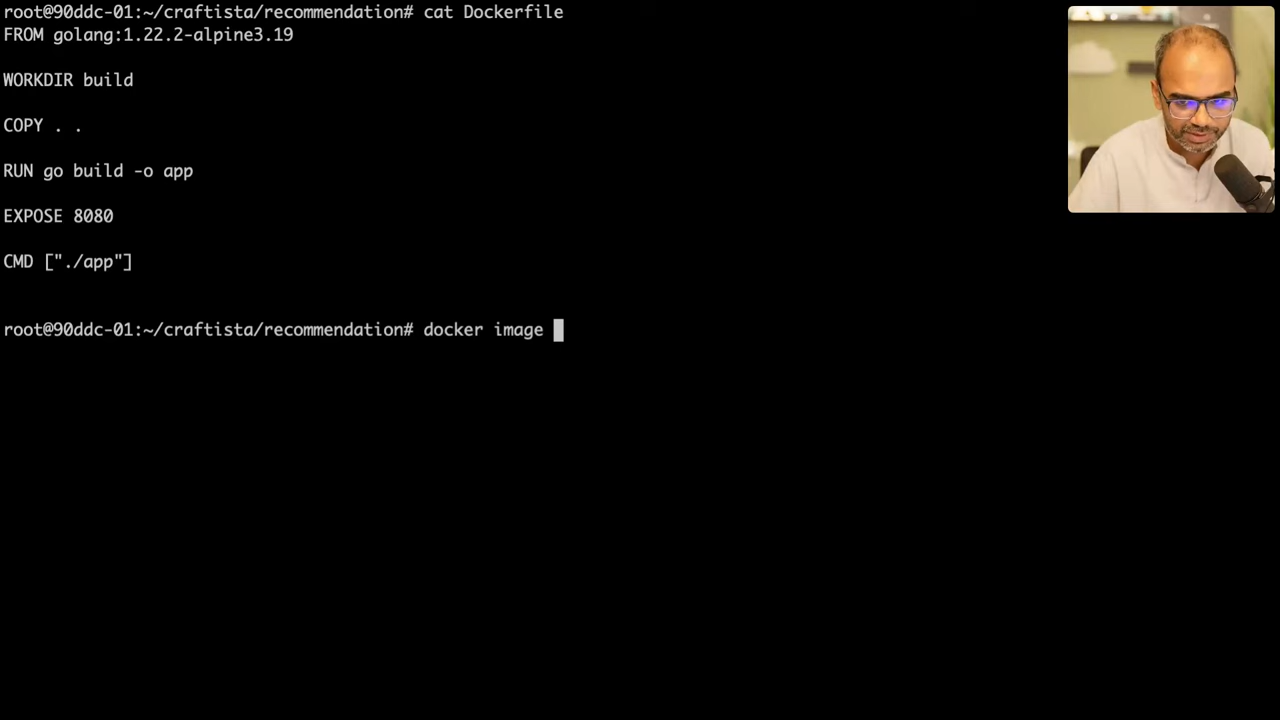 root@90ddc-01:~/craftista/recommendation# cat Dockerfile
FROM golang:1.22.2-alpine3.19
WORKDIR build
COPY . .
RUN go build -o app
EXPOSE 8080
CMD ["./app"]
root@90ddc-01:~/craftista/recommendation# docker image